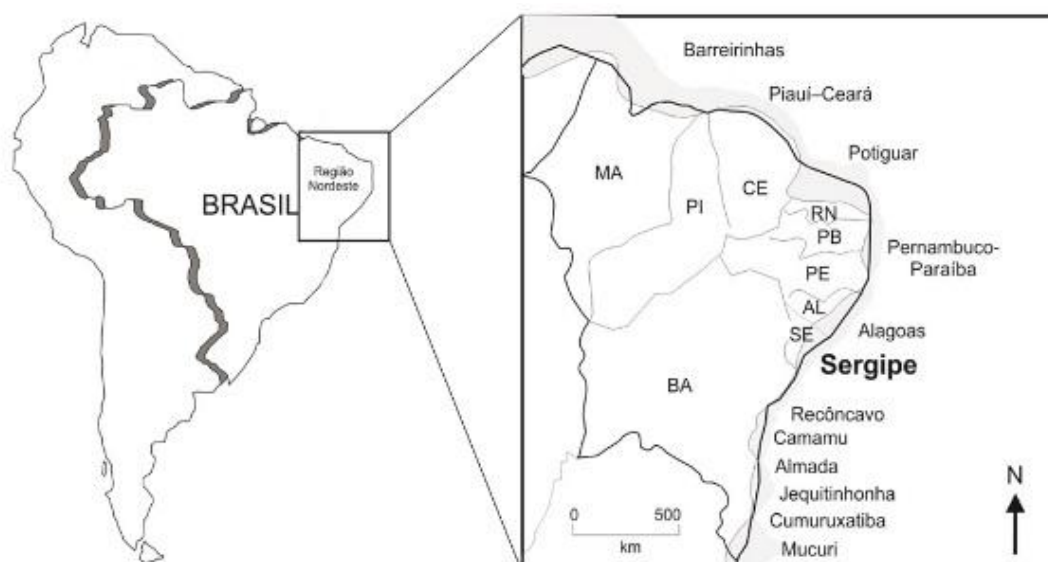 Região
Nordeste
BRASIL
Barreirinhas
Piauí–Ceará
Potiguar
MA
PI
CE
RN
PB
PE
AL
SE
BA
Pernambuco-
Paraíba
Alagoas
Sergipe
Recôncavo
Camamu
Almada
Jequitinhonha
Cumuruxatiba
Mucuri
0 500
km
N